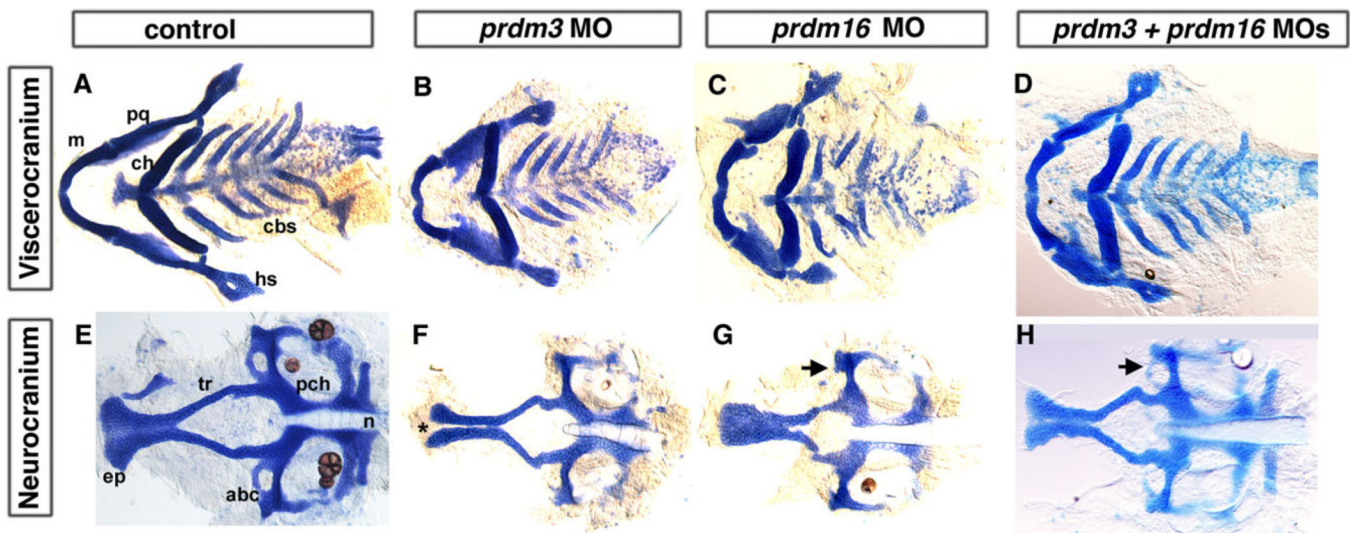 control
prdm3 MO
prdm16 MO
prdm3 + prdm16 MOs
Viscerocranium
A
pq
m
ch
cbs
hs
B
C
D
Neurocranium
E
tr
pch
n
ep
abc
F
*
G
H